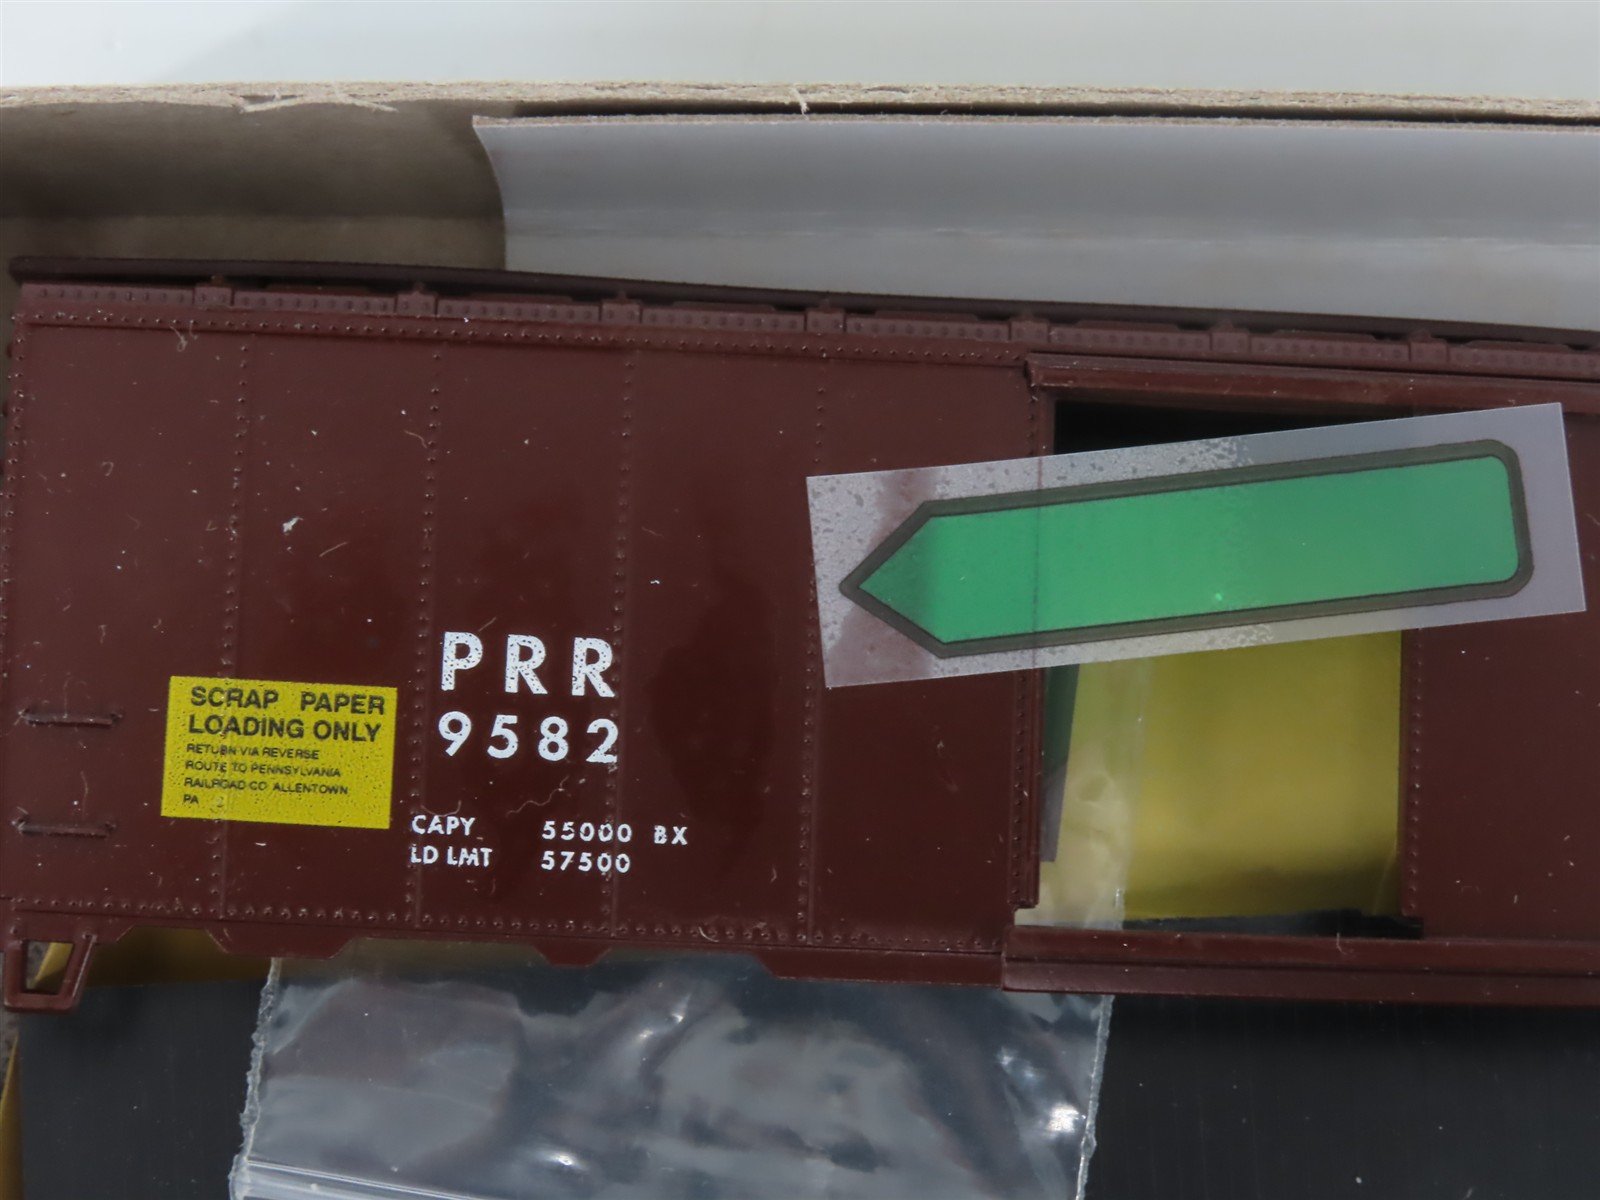 SCRAP PAPER
LOADING ONLY
RETURN VIA REVERSE
ROUTE TO PENNSYLVANIA
RAILROAD CO ALLENTOWN
PA
PRR
9582
CAPY 55000 BX
LD LMT 57500